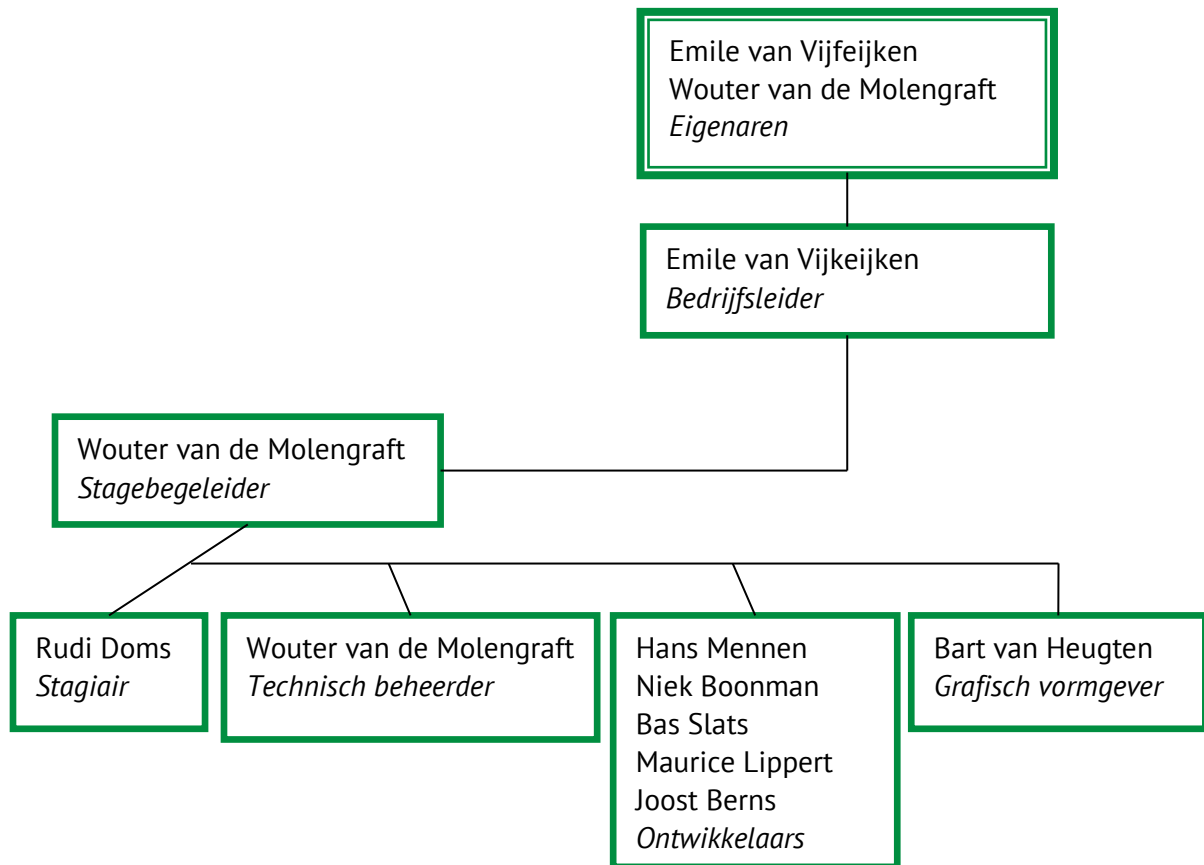 Emile van Vijfeijken
Wouter van de Molengraft
Eigenaren
Emile van Vijkeijken
Bedrijfsleider
Wouter van de Molengraft
Stagebegeleider
Rudi Doms
Stagiair
Wouter van de Molengraft
Technisch beheerder
Hans Mennen
Niek Boonman
Bas Slats
Maurice Lippert
Joost Berns
Ontwikkelaars
Bart van Heugten
Grafisch vormgever